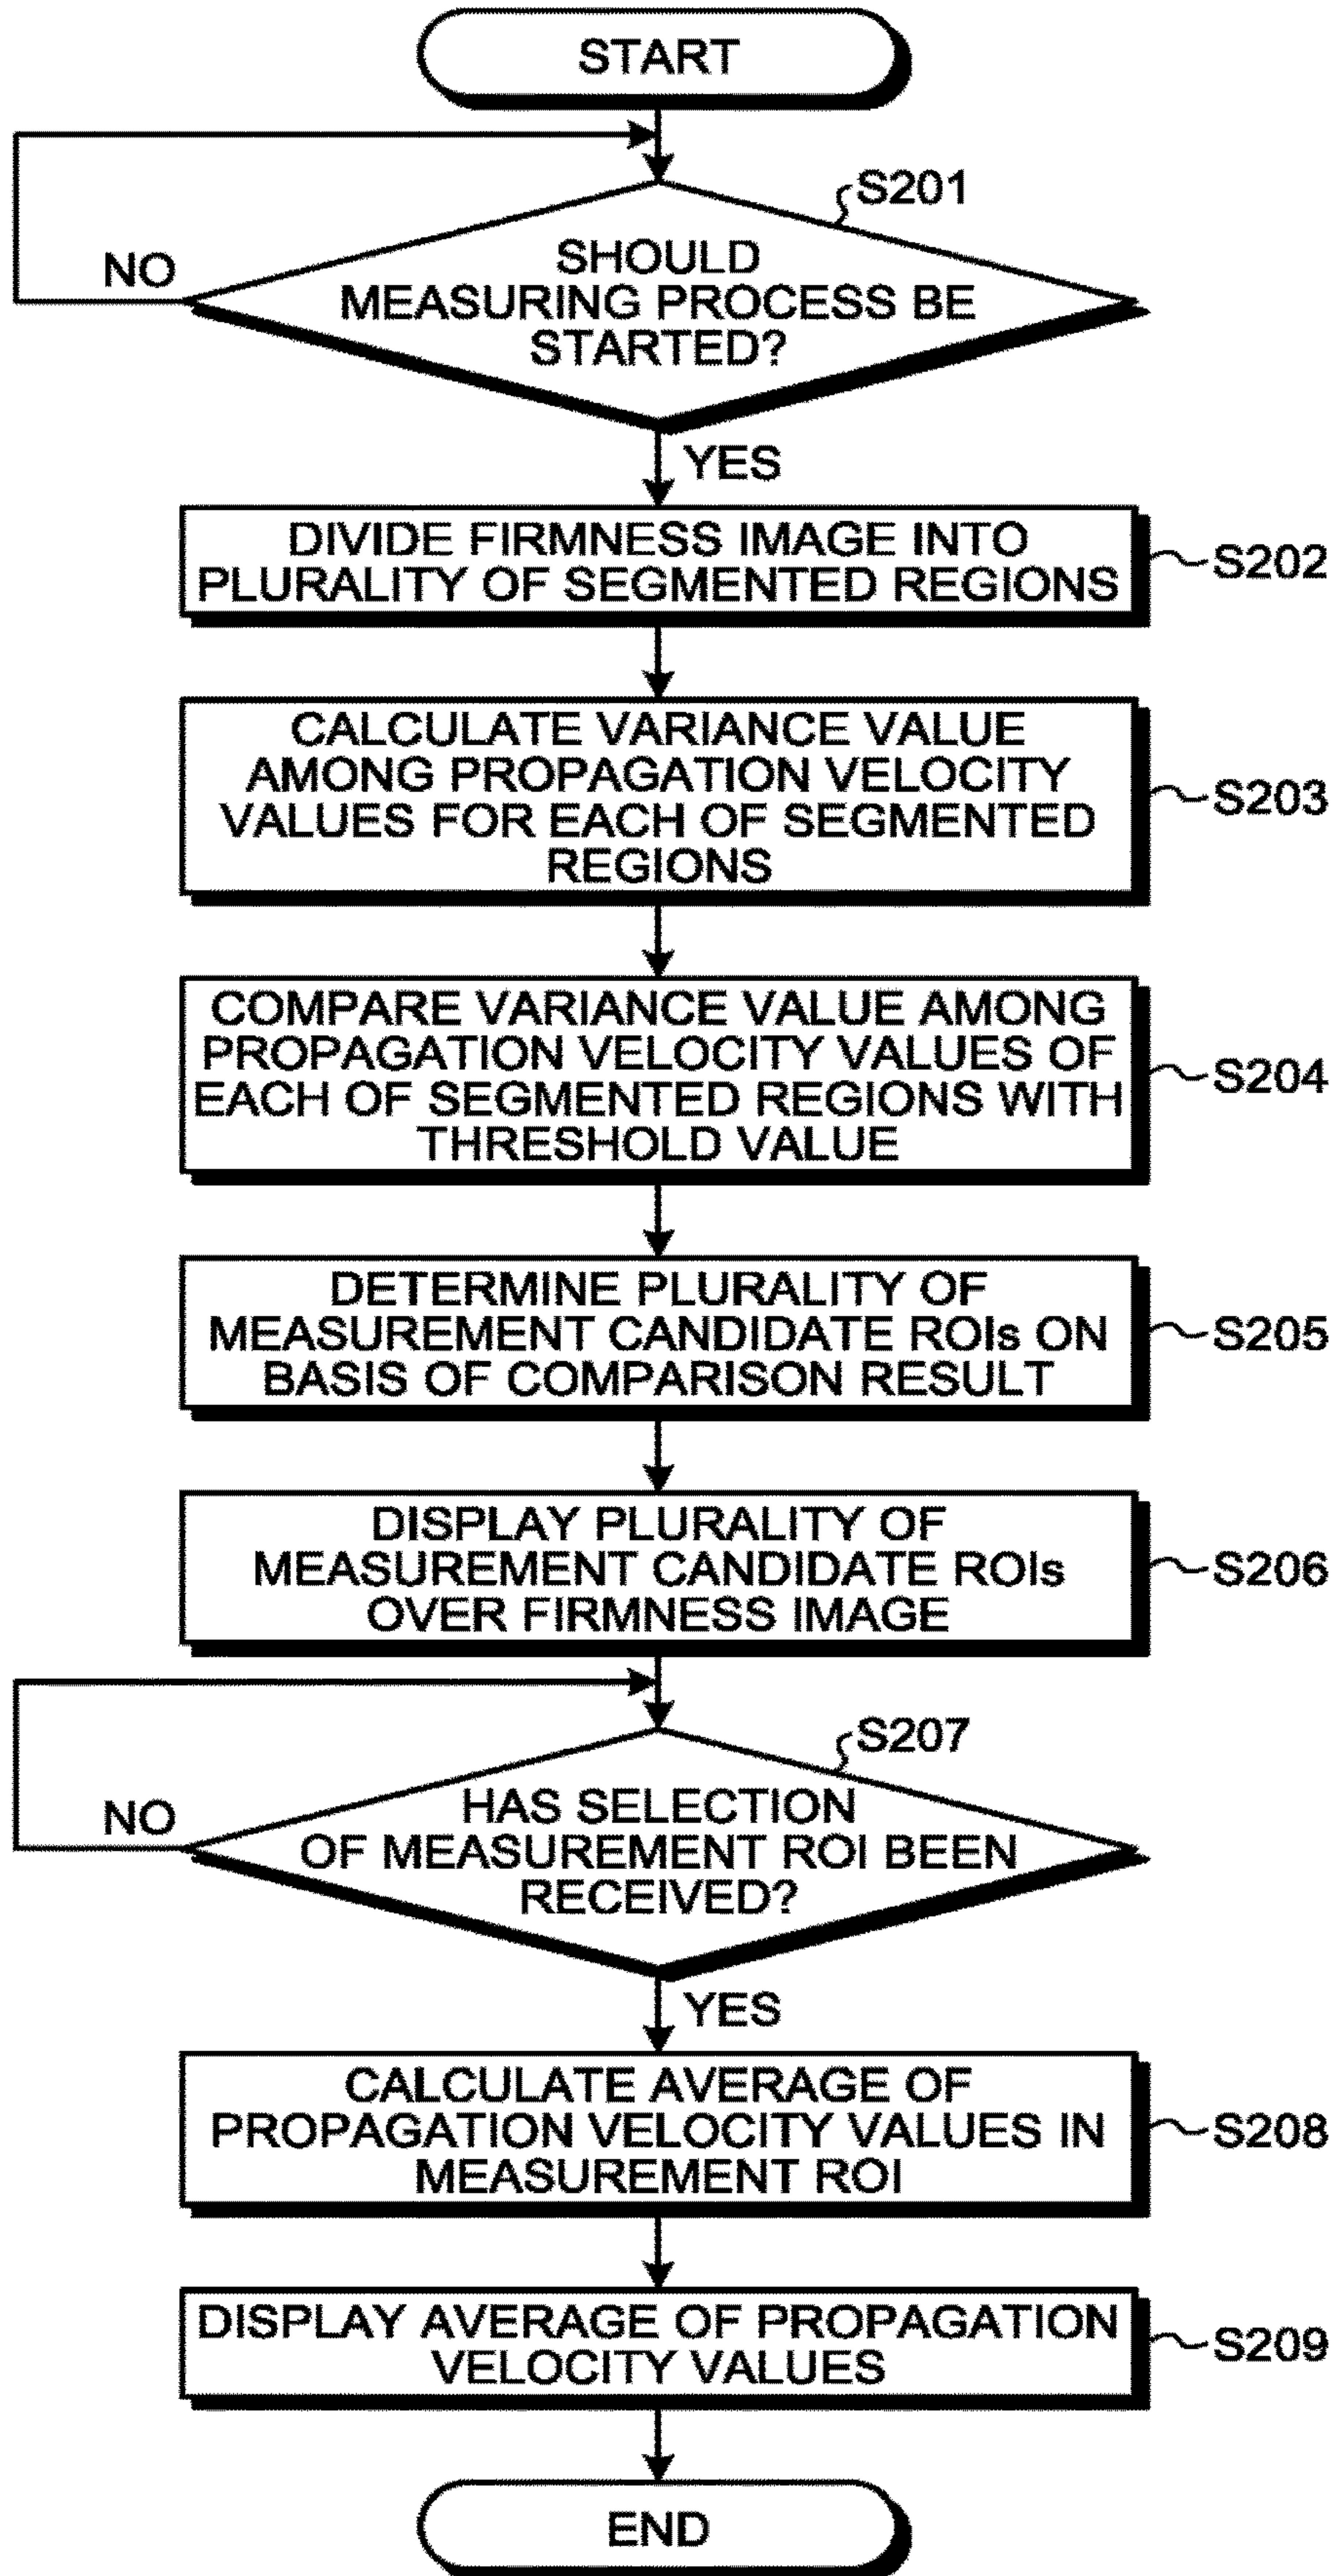 START
S201
SHOULD
MEASURING PROCESS BE
STARTED?
NO
YES
DIVIDE FIRMNESS IMAGE INTO
PLURALITY OF SEGMENTED REGIONS
S202
CALCULATE VARIANCE VALUE
AMONG PROPAGATION VELOCITY
VALUES FOR EACH OF SEGMENTED
REGIONS
S203
COMPARE VARIANCE VALUE AMONG
PROPAGATION VELOCITY VALUES OF
EACH OF SEGMENTED REGIONS WITH
THRESHOLD VALUE
S204
DETERMINE PLURALITY OF
MEASUREMENT CANDIDATE ROIs ON
BASIS OF COMPARISON RESULT
S205
DISPLAY PLURALITY OF
MEASUREMENT CANDIDATE ROIs
OVER FIRMNESS IMAGE
S206
S207
HAS SELECTION
OF MEASUREMENT ROI BEEN
RECEIVED?
NO
YES
CALCULATE AVERAGE OF
PROPAGATION VELOCITY VALUES IN
MEASUREMENT ROI
S208
DISPLAY AVERAGE OF PROPAGATION
VELOCITY VALUES
S209
END